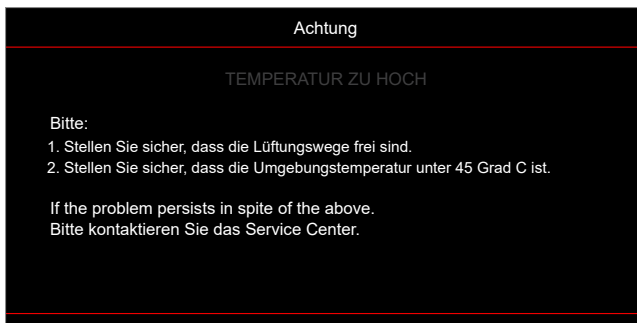 Achtung
TEMPERATUR ZU HOCH
Bitte:
1. Stellen Sie sicher, dass die Lüftungswege frei sind.
2. Stellen Sie sicher, dass die Umgebungstemperatur unter 45 Grad C ist.
If the problem persists in spite of the above.
Bitte kontaktieren Sie das Service Center.